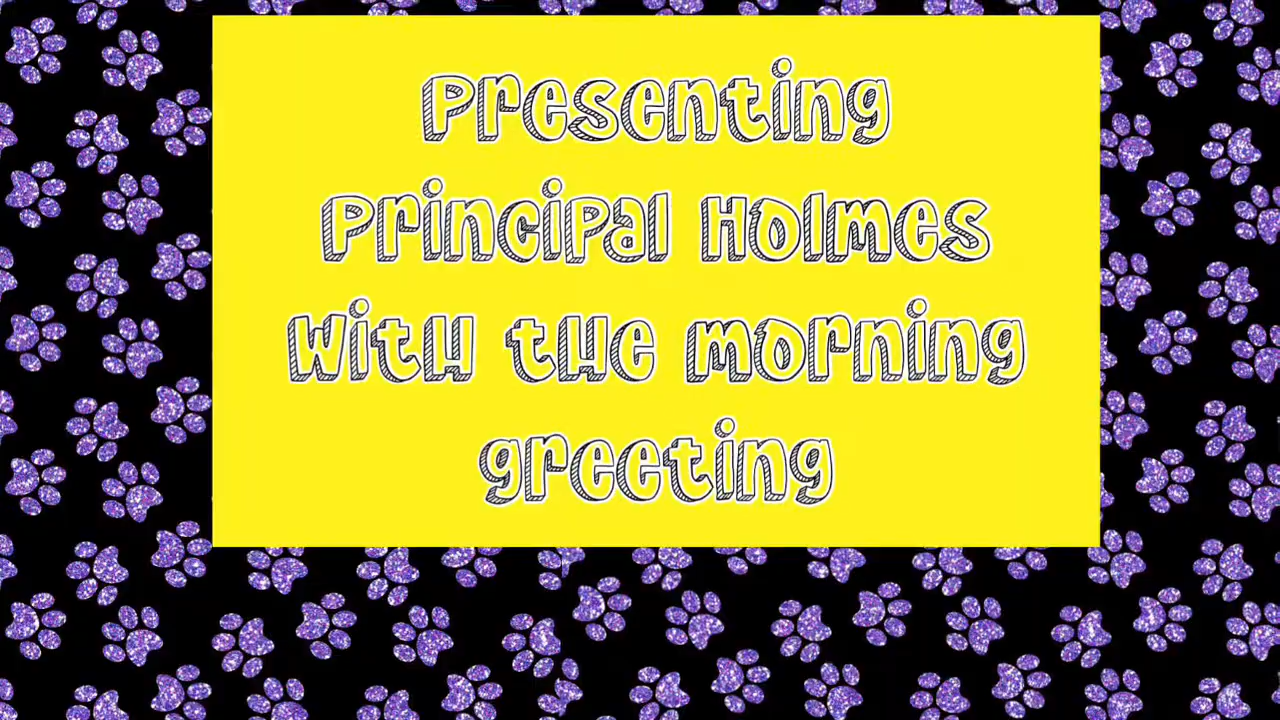 Presenting
Principal Holmes
With the morning
greeting